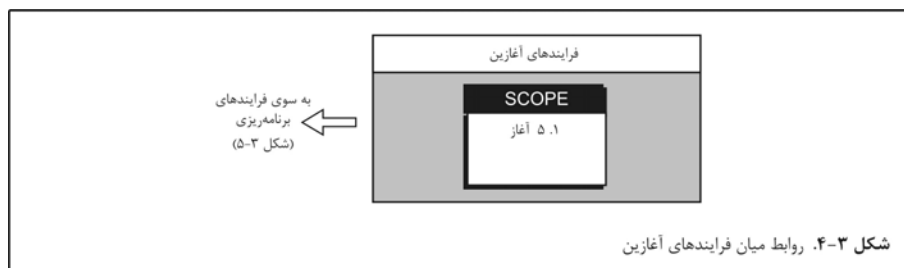 فرایندهای آغازین
SCOPE
۵.۱ آغاز
به سوی فرایندهای
برنامه‌ریزی
(شکل ۳-۵)
شکل ۳-۴. روابط میان فرایندهای آغازین